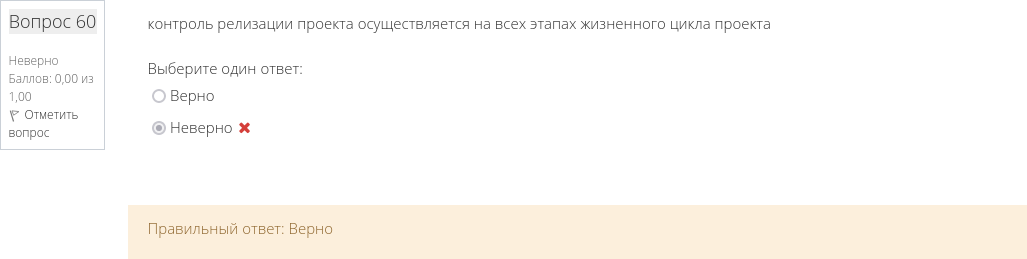 Вопрос 60
Неверно
Баллов: 0,00 из
1,00
Отметить
вопрос
контроль релизации проекта осуществляется на всех этапах жизненного цикла проекта
Выберите один ответ:
Верно
Неверно
Правильный ответ: Верно